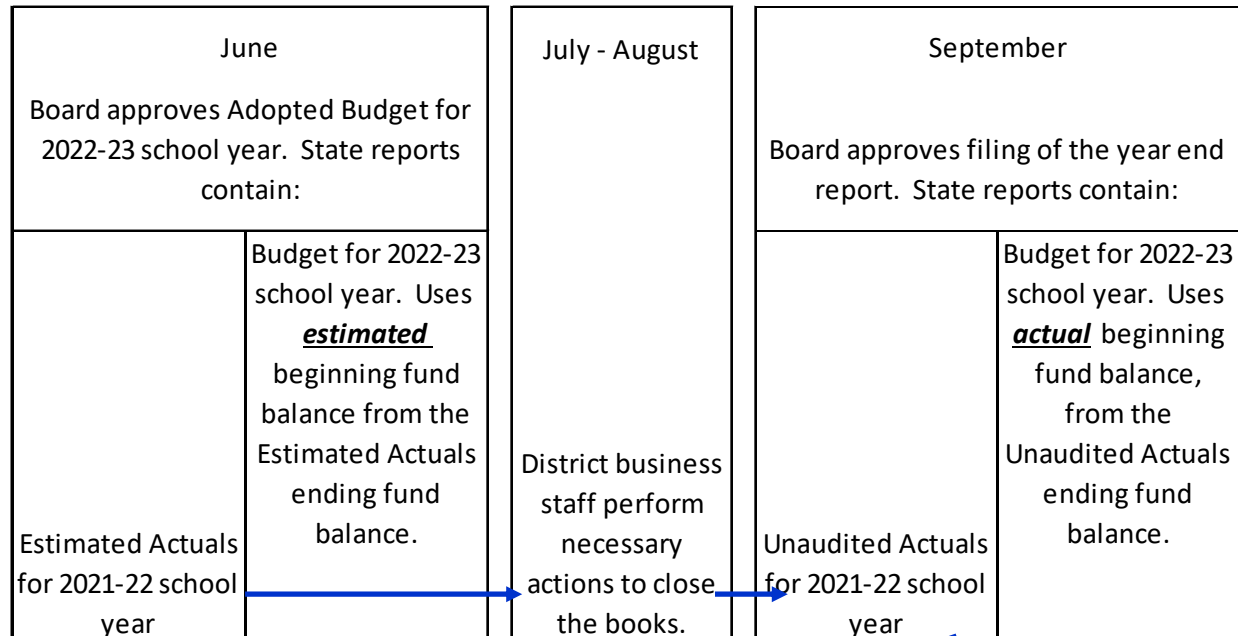 June
Board approves Adopted Budget for
2022-23 school year.  State reports
contain:
Estimated Actuals
for 2021-22 school
year
Budget for 2022-23
school year.  Uses
estimated
beginning fund
balance from the
Estimated Actuals
ending fund
balance.
July - August
District business
staff perform
necessary
actions to close
the books.
September
Board approves filing of the year end
report.  State reports contain:
Unaudited Actuals
for 2021-22 school
year
Budget for 2022-23
school year.  Uses
actual beginning
fund balance,
from the
Unaudited Actuals
ending fund
balance.